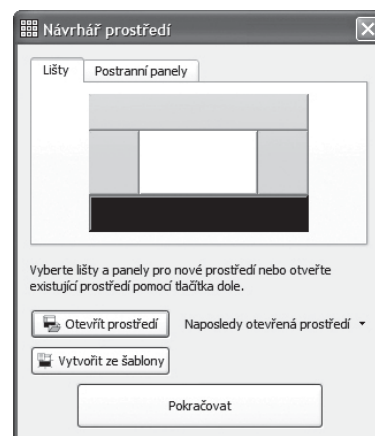 Návrhář prostředí
Lišty Postranní panely
Vyberte lišty a panely pro nové prostředí nebo otveřte
existující prostředí pomocí tlačítka dole.
Otevřít prostředí Naposledy otevřená prostředí
Vytvořit ze šablony
Pokračovat